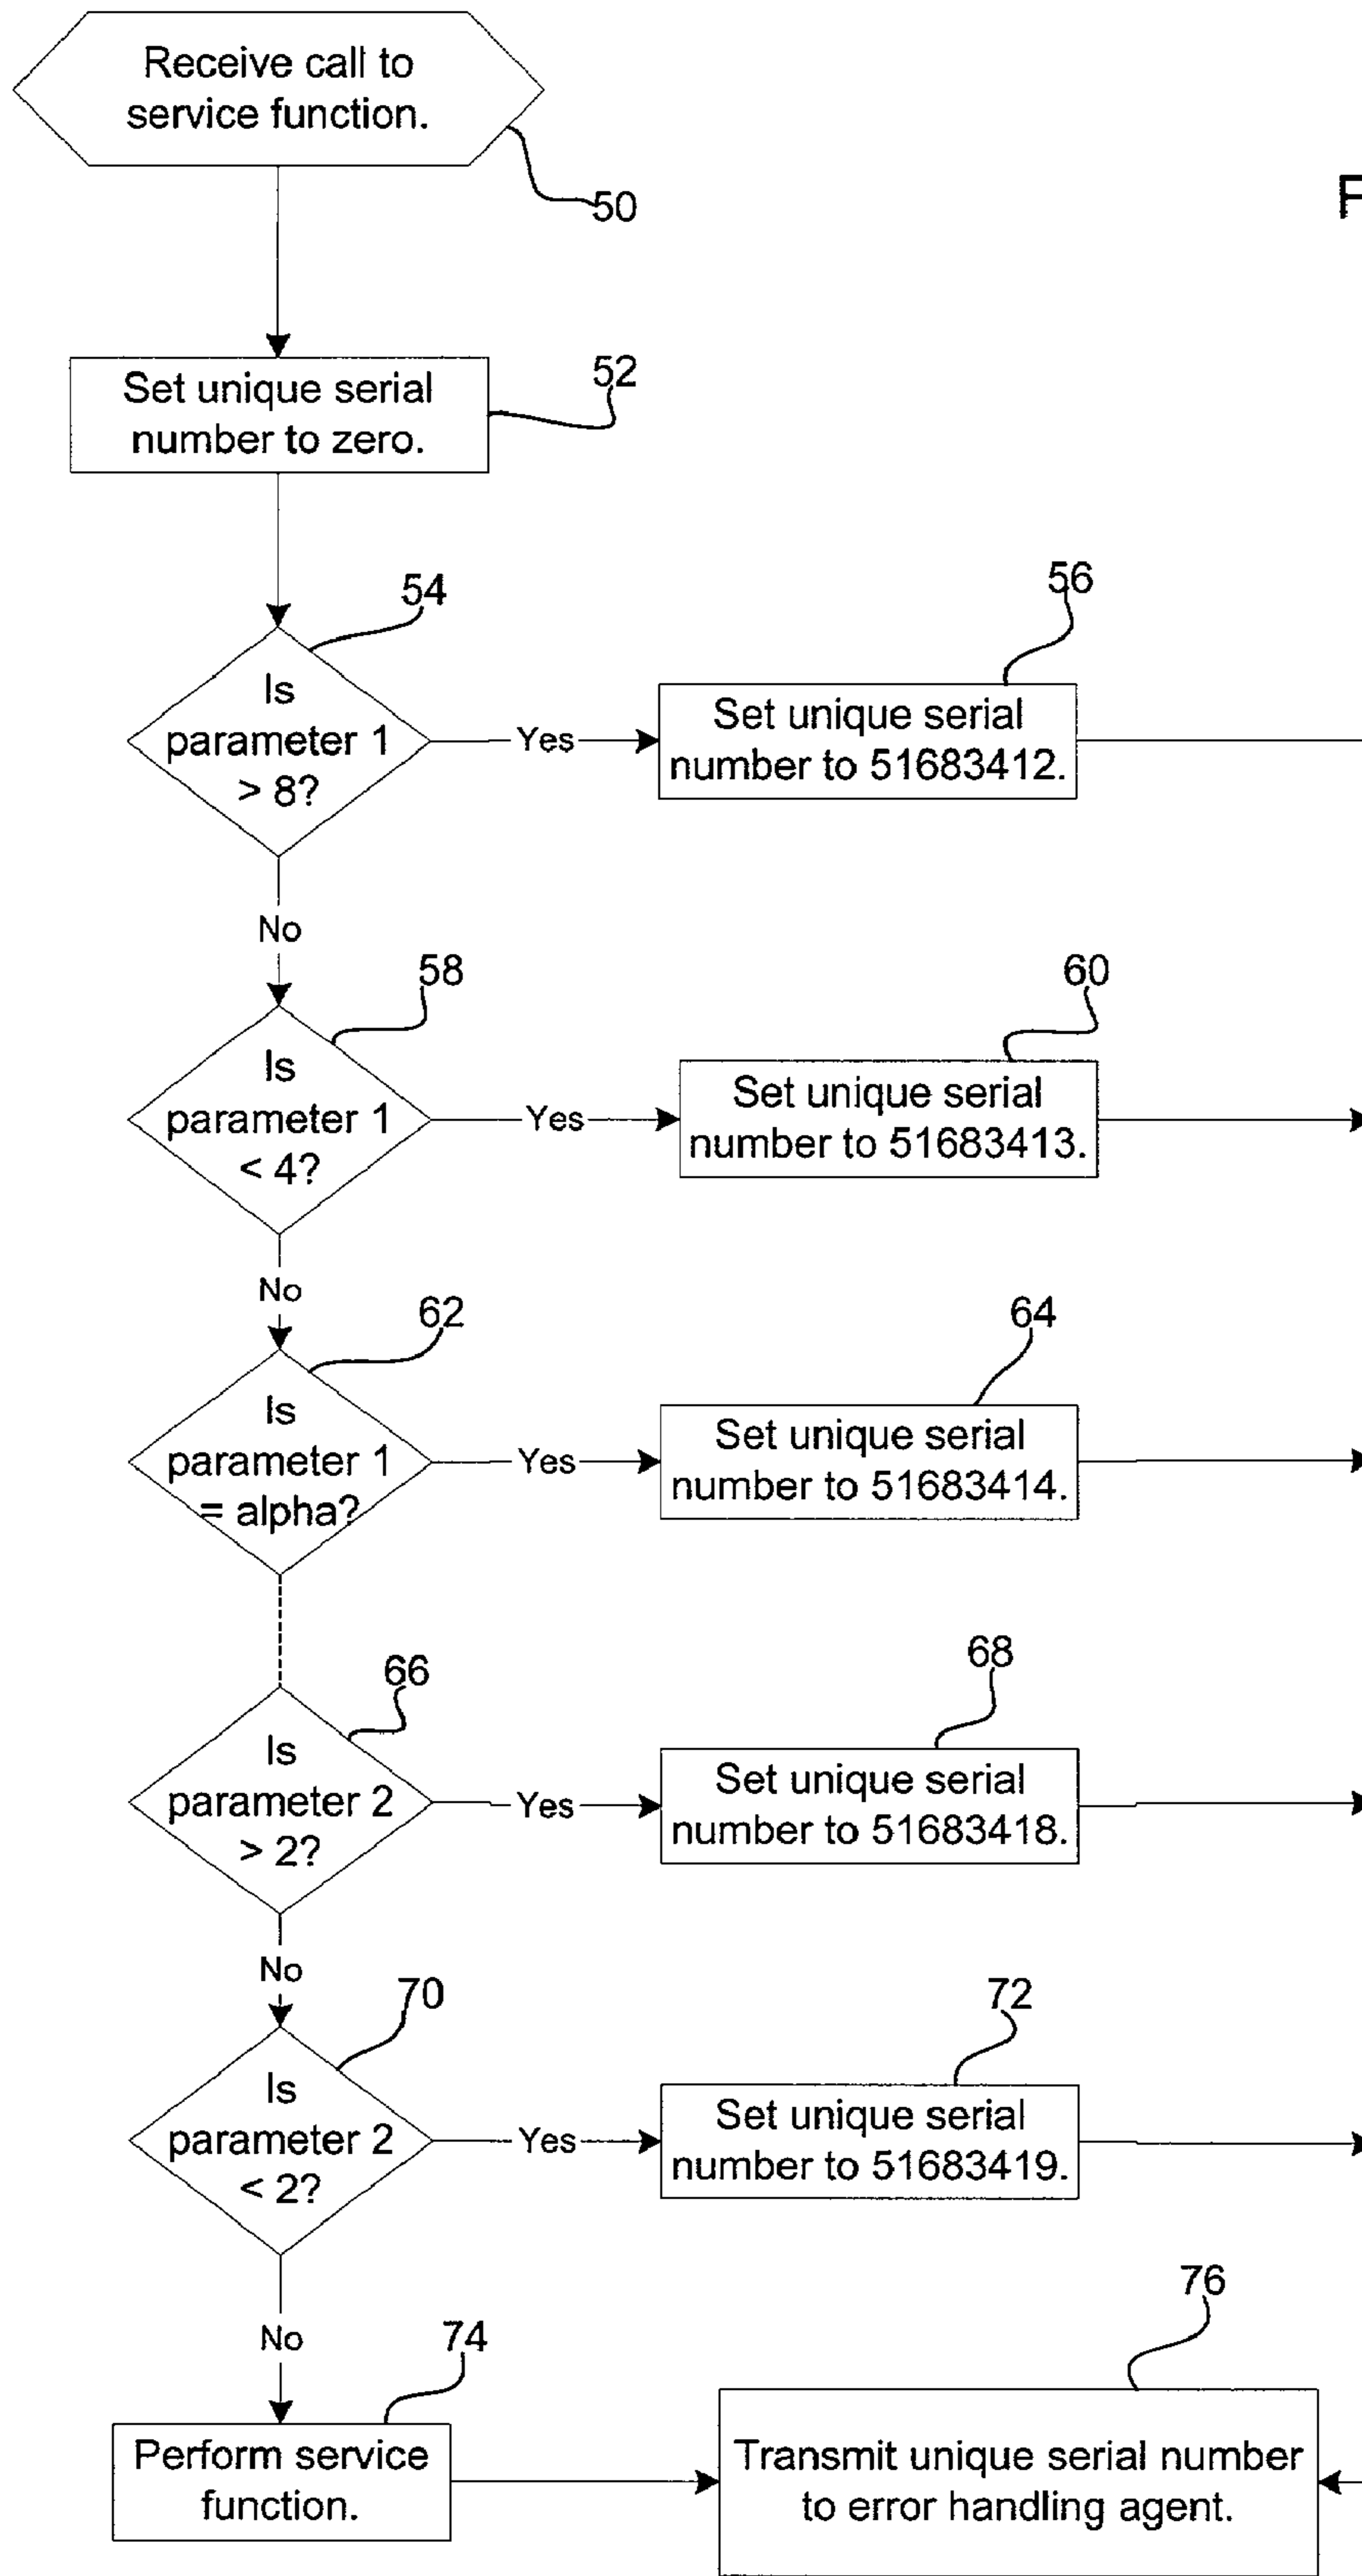 Receive call to
service function.
50
F
Set unique serial
number to zero.
52
54
Is
parameter 1
> 8?
Yes
56
Set unique serial
number to 51683412.
No
58
Is
parameter 1
< 4?
Yes
60
Set unique serial
number to 51683413.
No
62
Is
parameter 1
= alpha?
Yes
64
Set unique serial
number to 51683414.
66
Is
parameter 2
> 2?
Yes
68
Set unique serial
number to 51683418.
No
70
Is
parameter 2
< 2?
Yes
72
Set unique serial
number to 51683419.
No
74
Perform service
function.
76
Transmit unique serial number
to error handling agent.